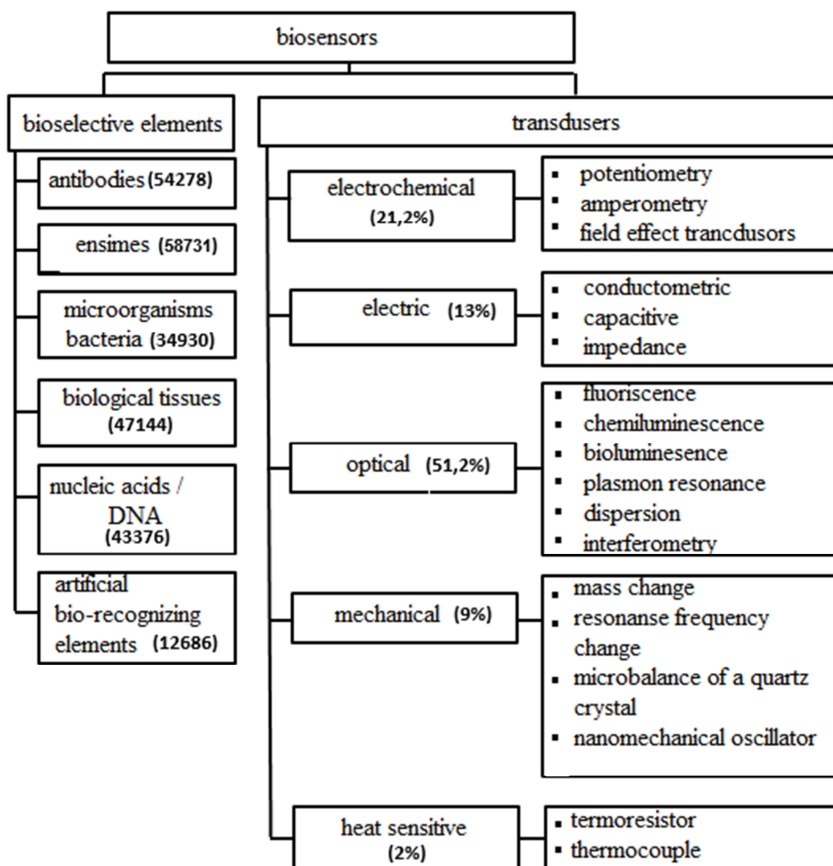 biosensors
bioselective elements
antibodies (54278)
ensimes (58731)
microorganisms
bacteria (34930)
biological tissues
(47144)
nucleic acids /
DNA
(43376)
artificial
bio-recognizing
elements (12686)
transdusers
electrochemical
(21,2%)
▪ potentiometry
▪ amperometry
▪ field effect trancdusors
electric (13%)
▪ conductometric
▪ capacitive
▪ impedance
optical (51,2%)
▪ fluoriscence
▪ chemiluminescence
▪ bioluminesence
▪ plasmon resonance
▪ dispersion
▪ interferometry
mechanical (9%)
▪ mass change
▪ resonanse frequency
change
▪ microbalance of a quartz
crystal
▪ nanomechanical oscillator
heat sensitive
(2%)
▪ termoresistor
▪ thermocouple